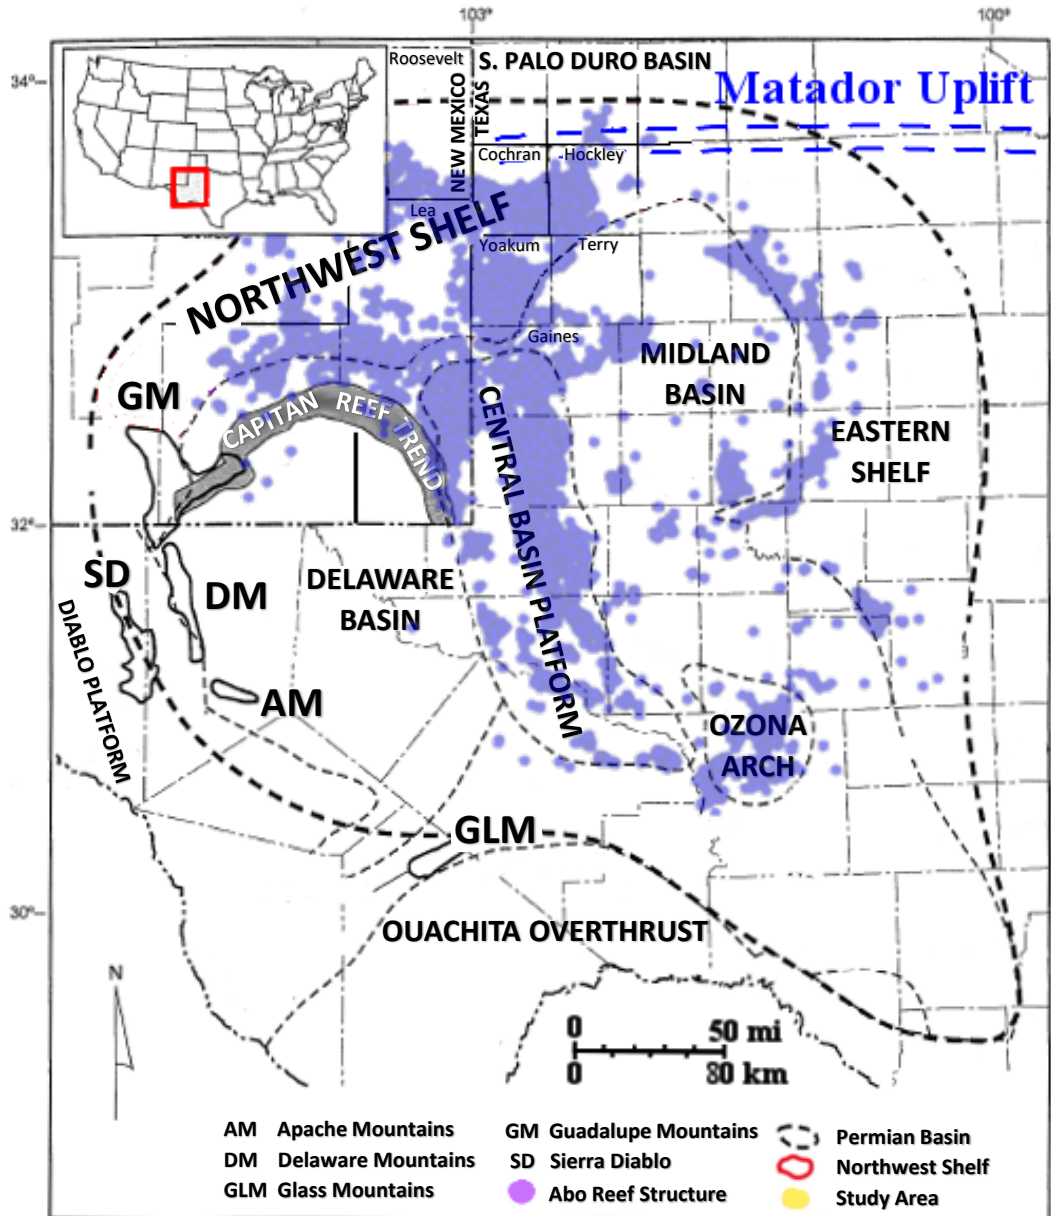 103° 100°
34°
Roosevelt
S. PALO DURO BASIN
NEW MEXICO
TEXAS
Matador Uplift
Cochran
Hockley
Lea
NORTHWEST SHELF
Yoakum
Terry
Gaines
MIDLAND
BASIN
GM
CAPITAN REEF TREND
CENTRAL BASIN PLATFORM
EASTERN
SHELF
32°
SD
DM
DELAWARE
BASIN
DIABLO PLATFORM
AM
OZONA
ARCH
GLM
30°
OUACHITA OVERTHRUST
N
0 50 mi
0 80 km
AM Apache Mountains
DM Delaware Mountains
GLM Glass Mountains
GM Guadalupe Mountains
SD Sierra Diablo
Abo Reef Structure
Permian Basin
Northwest Shelf
Study Area